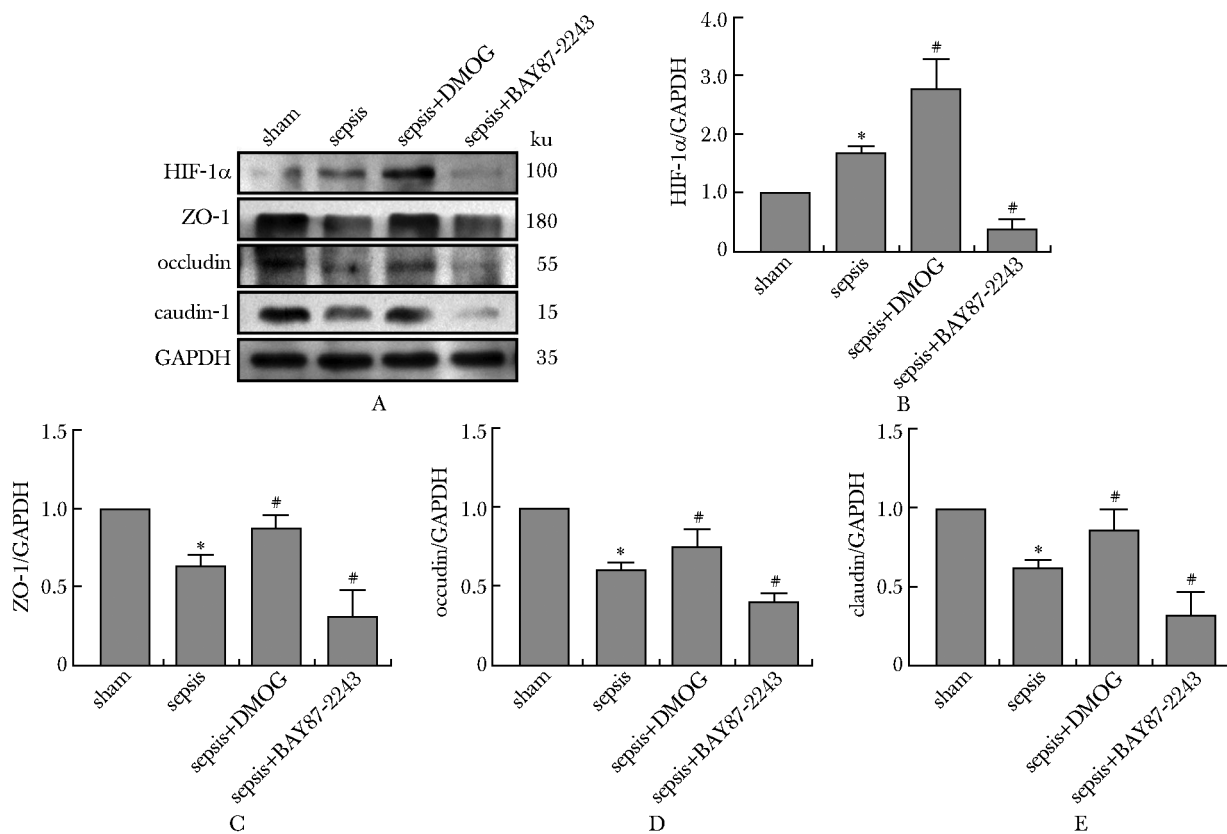 sham
sepsis
sepsis+DMOG
sepsis+BAY87-2243
ku
HIF-1α
100
ZO-1
180
occludin
55
caudin-1
15
GAPDH
35
A
HIF-1α/GAPDH
4.0
3.0
2.0
1.0
0
*
#
#
sham
sepsis
sepsis+DMOG
sepsis+BAY87-2243
B
ZO-1/GAPDH
1.5
1.0
0.5
0
*
#
#
sham
sepsis
sepsis+DMOG
sepsis+BAY87-2243
C
occudin/GAPDH
1.5
1.0
0.5
0
*
#
#
sham
sepsis
sepsis+DMOG
sepsis+BAY87-2243
D
claudin/GAPDH
1.5
1.0
0.5
0
*
#
#
sham
sepsis
sepsis+DMOG
sepsis+BAY87-2243
E